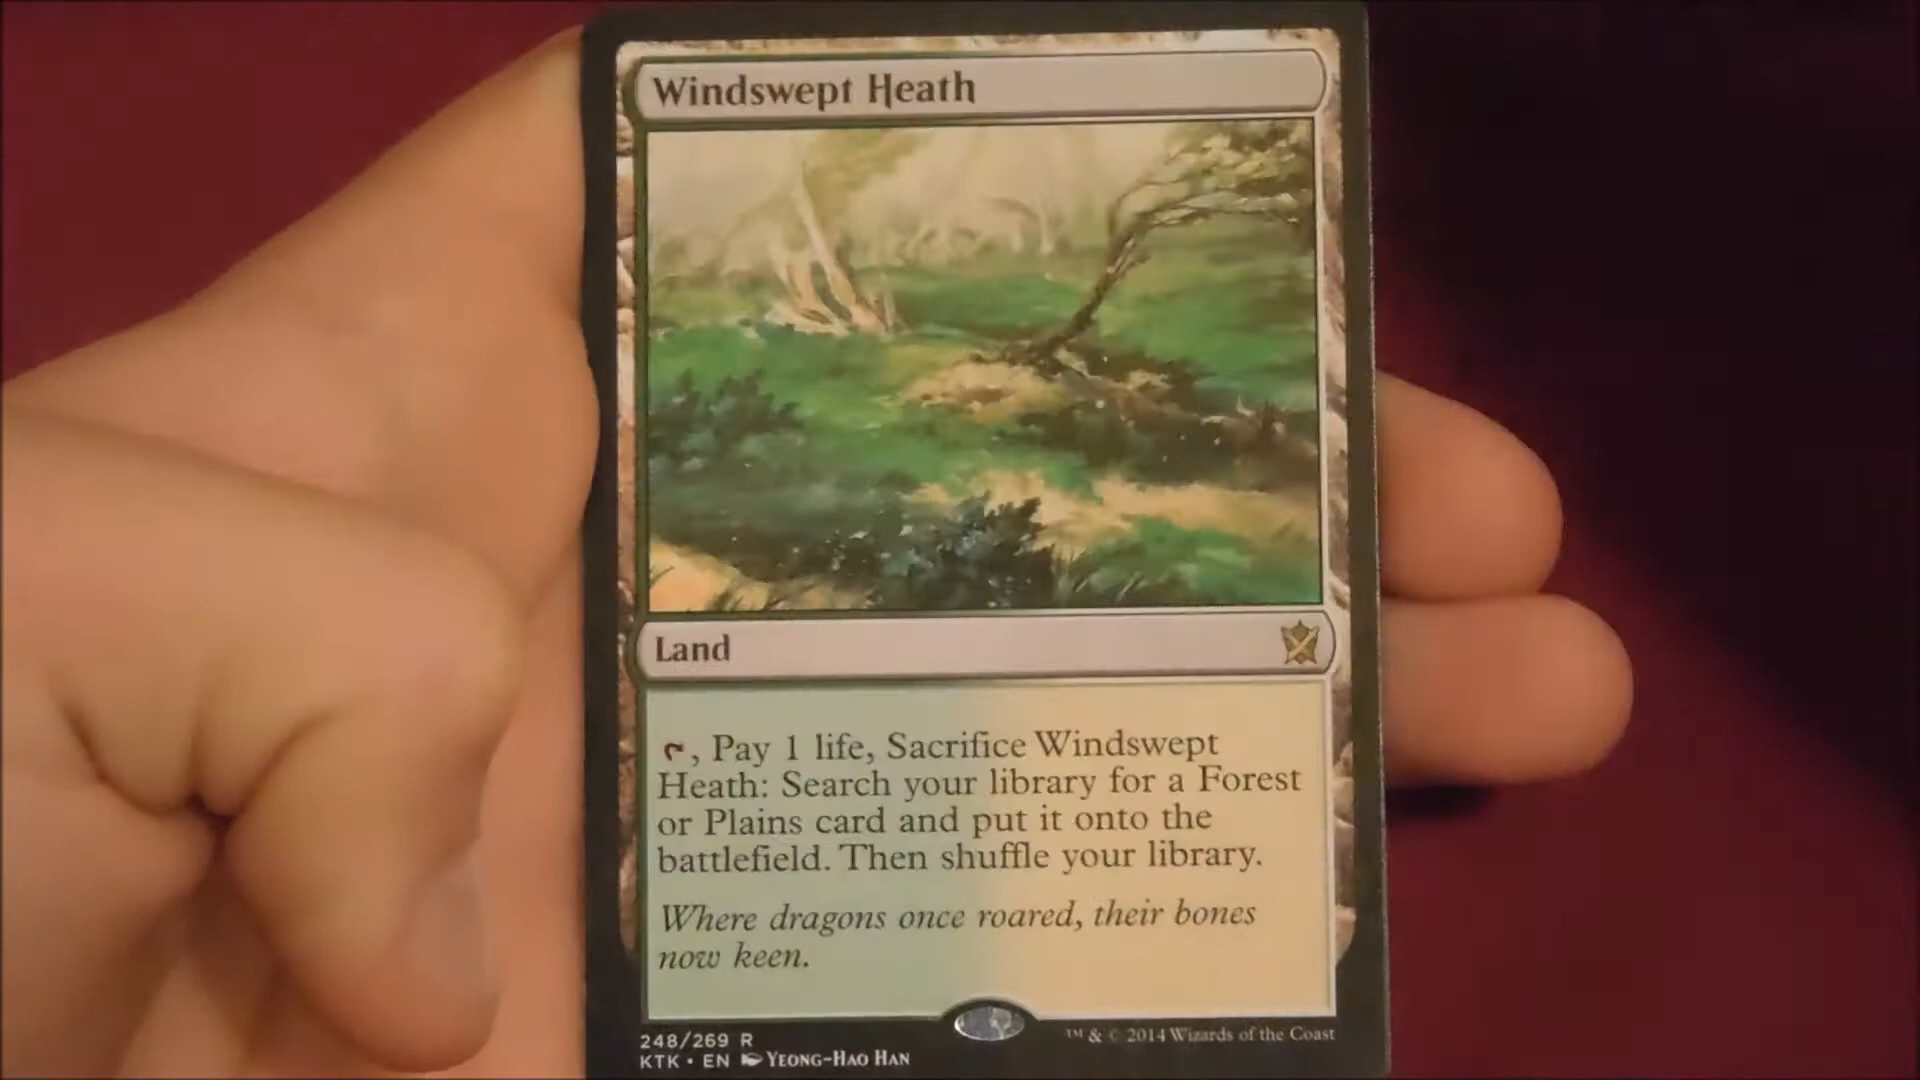 Windswept Heath
Land
, Pay 1 life, Sacrifice Windswept
Heath: Search your library for a Forest
or Plains card and put it onto the
battlefield. Then shuffle your library.
Where dragons once roared, their bones
now keen.
248/269 R
™ & © 2014 Wizards of the Coast
KTK • EN Yeong-Hao Han